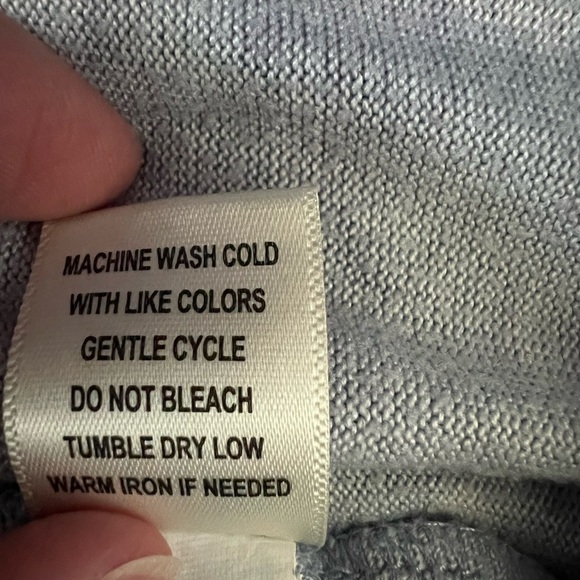 MACHINE WASH COLD
WITH LIKE COLORS
GENTLE CYCLE
DO NOT BLEACH
TUMBLE DRY LOW
WARM IRON IF NEEDED